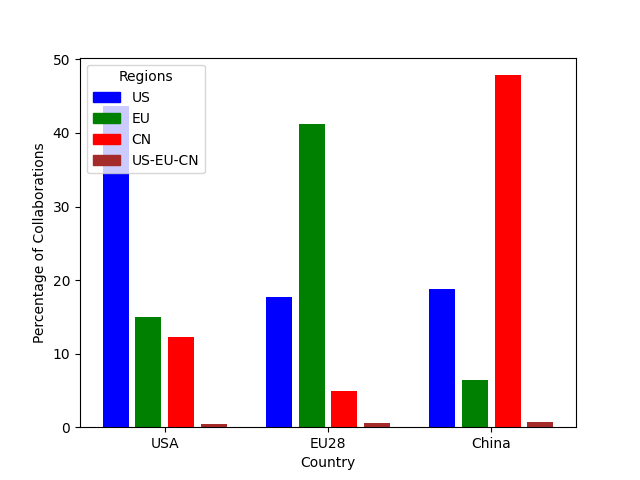 Regions
US
EU
CN
US-EU-CN
Percentage of Collaborations
50
40
30
20
10
0
USA
EU28
China
Country